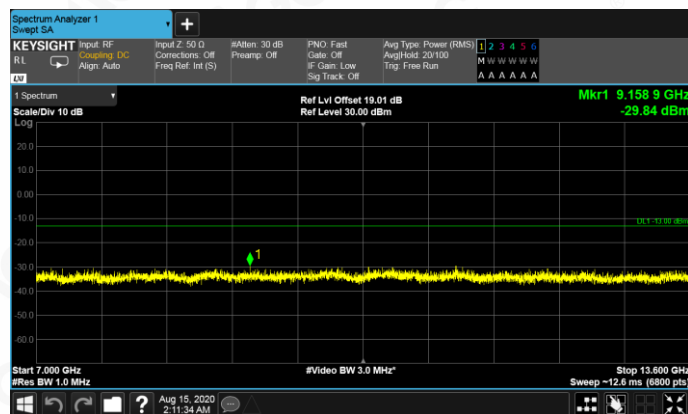 Spectrum Analyzer 1
Swept SA
+
KEYSIGHT Input: RF Input Z: 50 Ω #Atten: 30 dB PNO: Fast Avg Type: Power (RMS) 1 2 3 4 5 6
R L Coupling: DC Corrections: Off Preamp: Off Gate: Off Avg|Hold: 20/100 M W W W W W
Align: Auto Freq Ref: Int (S) IF Gain: Low Trig: Free Run
LXI Sig Track: Off A A A A A A
1 Spectrum
Mkr1 9.158 9 GHz
Ref Lvl Offset 19.01 dB
Scale/Div 10 dB Ref Level 30.00 dBm -29.84 dBm
Log
20.0
10.0
0.00
-10.0
DL1 -13.00 dBm
-20.0
1
-30.0
-40.0
-50.0
-60.0
Start 7.000 GHz #Video BW 3.0 MHz* Stop 13.600 GHz
#Res BW 1.0 MHz Sweep ~12.6 ms (6800 pts)
? Aug 15, 2020
2:11:34 AM